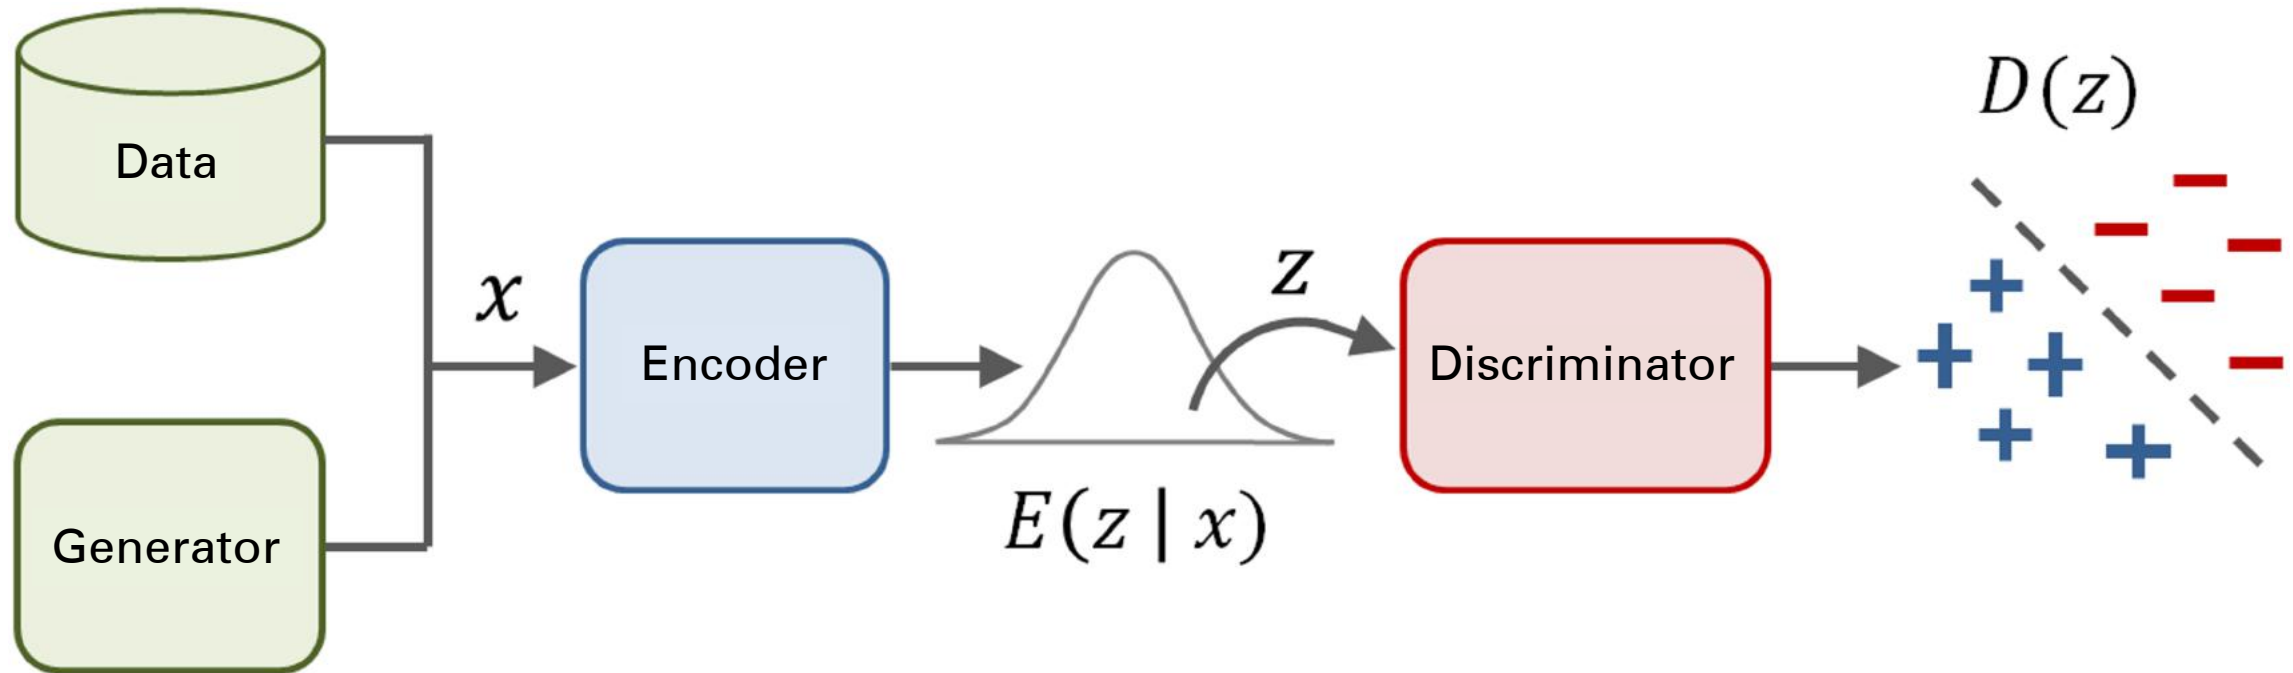 Data
Generator
x
Encoder
E(z | x)
z
Discriminator
D(z)